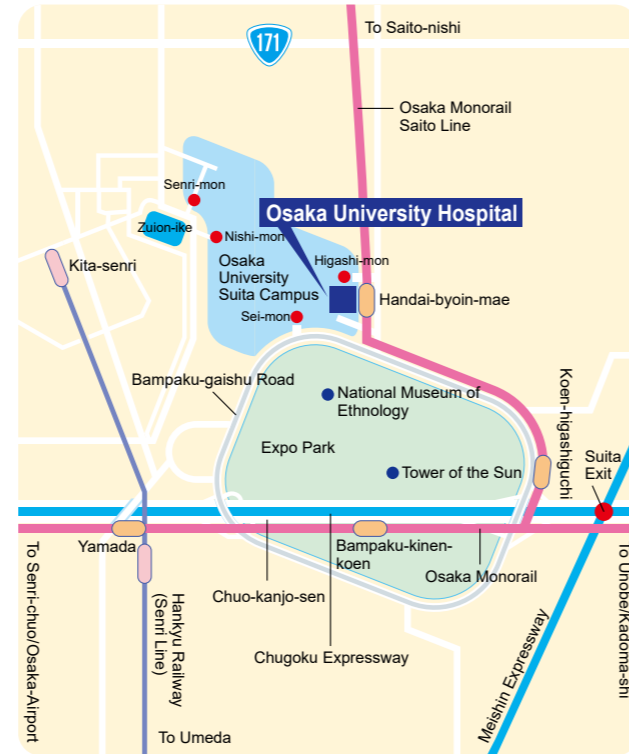 To Saito-nishi
171
Osaka Monorail
Saito Line
Senri-mon
Osaka University Hospital
Zuion-ike
Nishi-mon
Higashi-mon
Osaka
University
Suita Campus
Kita-senri
Handai-byoin-mae
Sei-mon
Bampaku-gaishu Road
National Museum of
Ethnology
Koen-higashiguchi
Expo Park
Suita
Exit
Tower of the Sun
Yamada
Bampaku-kinen-
koen
Osaka Monorail
To Senri-chuo/Osaka-Airport
Hankyu Railway
(Senri Line)
Chuo-kanjo-sen
Chugoku Expressway
Meishin Expressway
To Unobe/Kadoma-shi
To Umeda